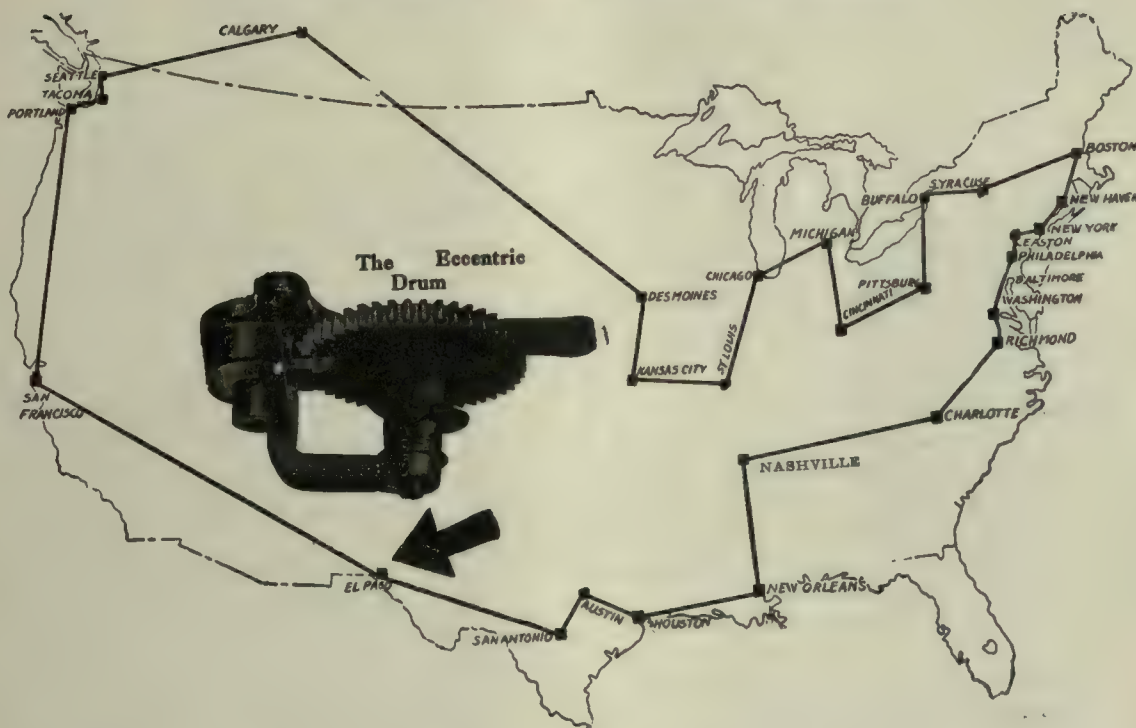 CALGARY
SEATTLE
TACOMA
PORTLAND
BOSTON
SYRACUSE
BUFFALO
NEW HAVEN
MICHIGAN
NEW YORK
EASTON
PHILADELPHIA
The Eccentric
Drum
CHICAGO
PITTSBURG
BALTIMORE
DESMOINES
WASHINGTON
CINCINNATI
RICHMOND
ST LOUIS
KANSAS CITY
SAN
FRANCISCO
CHARLOTTE
NASHVILLE
EL PASO
NEW ORLEANS
AUSTIN
HOUSTON
SAN ANTONIO